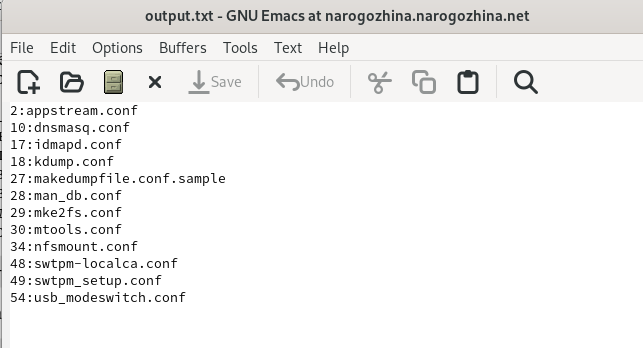 output.txt - GNU Emacs at narogozhina.narogozhina.net
File Edit Options Buffers Tools Text Help
Save Undo
2:appstream.conf
10:dnsmasq.conf
17:idmapd.conf
18:kdump.conf
27:makedumpfile.conf.sample
28:man_db.conf
29:mke2fs.conf
30:mtools.conf
34:nfsmount.conf
48:swtpm-localca.conf
49:swtpm_setup.conf
54:usb_modeswitch.conf